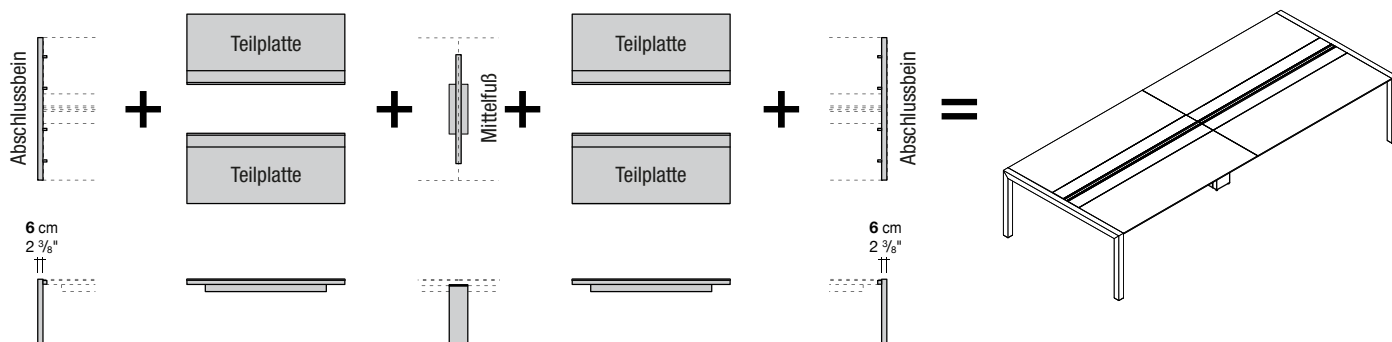 Abschlussbein
+
Teilplatte
Teilplatte
+
Mittelfuß
+
Teilplatte
Teilplatte
+
Abschlussbein
=
6 cm
2 3/8"
6 cm
2 3/8"